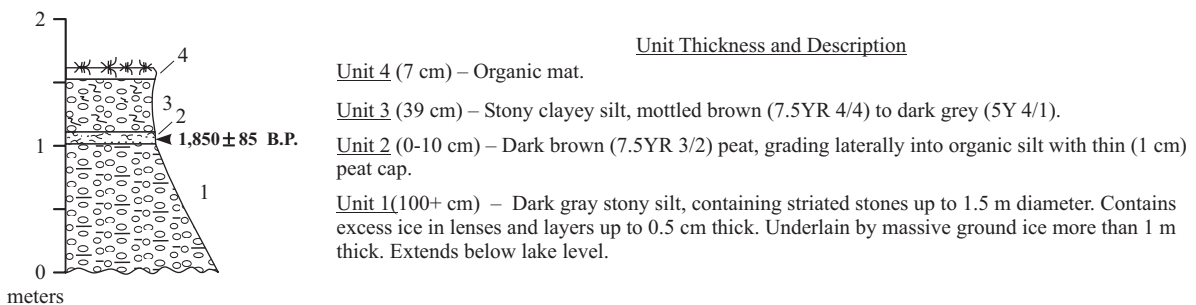 2
4
3
2
1,850 ± 85 B.P.
1
1
0
meters
Unit Thickness and Description
Unit 4 (7 cm) – Organic mat.
Unit 3 (39 cm) – Stony clayey silt, mottled brown (7.5YR 4/4) to dark grey (5Y 4/1).
Unit 2 (0-10 cm) – Dark brown (7.5YR 3/2) peat, grading laterally into organic silt with thin (1 cm)
peat cap.
Unit 1(100+ cm) – Dark gray stony silt, containing striated stones up to 1.5 m diameter. Contains
excess ice in lenses and layers up to 0.5 cm thick. Underlain by massive ground ice more than 1 m
thick. Extends below lake level.